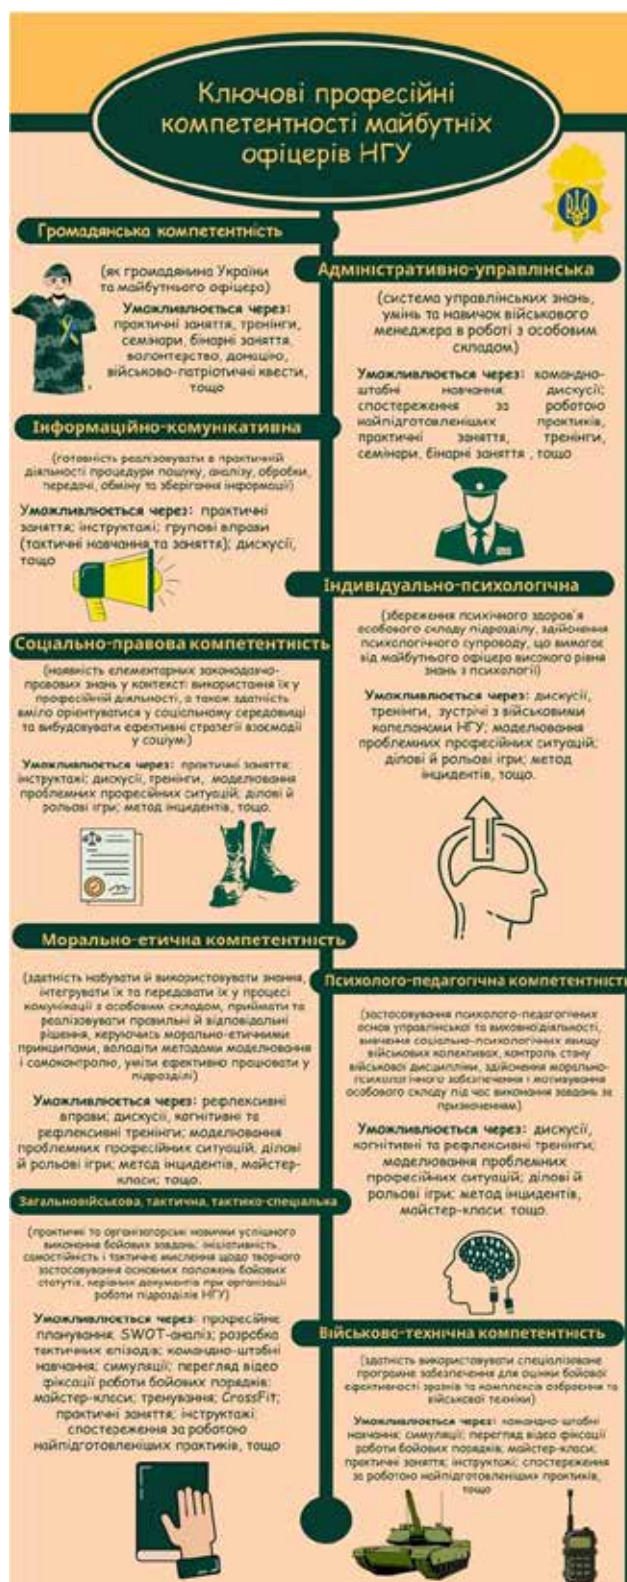 Ключові професійні
компетентності майбутніх
офіцерів НГУ
Громадянська компетентність
(як громадянина України
та майбутнього офіцера)
Уможливлюється через:
практичні заняття, тренінги,
семінари, бінарні заняття,
волонтерство, донацію,
військово-патріотичні квести,
тощо
Адміністративно-управлінська
(система управлінських знань,
умінь та навичок військового
менеджера в роботі з особовим
складом)
Уможливлюється через: командно-
штабні навчання; дискусії;
спостереження за роботою
найпідготовленіших практиків,
практичні заняття, тренінги,
семінари, бінарні заняття , тощо
Інформаційно-комунікативна
(готовність реалізовувати в практичній
діяльності процедури пошуку, аналізу, обробки,
передачі, обміну та зберігання інформації)
Уможливлюється через: практичні
заняття; інструктажі; групові вправи
(тактичні навчання та заняття); дискусії,
тощо
Індивідуально-психологічна
(збереження психічного здоров'я
особового складу підрозділу, здійснення
психологічного супроводу, що вимагає
від майбутнього офіцера високого рівня
знань з психології)
Уможливлюється через: дискусії,
тренінги, зустрічі з військовими
капеланами НГУ; моделювання
проблемних професійних ситуацій;
ділові й рольові ігри; метод
інцидентів, тощо.
Соціально-правова компетентність
(наявність елементарних законодавчо-
правових знань у контексті використання їх у
професійній діяльності, а також здатність
вміло орієнтуватися у соціальному середовищі
та вибудовувати ефективні стратегії взаємодії
у соціумі)
Уможливлюється через: практичні заняття;
інструктажі; дискусії, тренінги, моделювання
проблемних професійних ситуацій; ділові й
рольові ігри; метод інцидентів, тощо.
Морально-етична компетентність
(здатність набувати й використовувати знання,
інтегрувати їх та передавати їх у процесі
комунікації з особовим складом, приймати та
реалізовувати правильні й відповідальні
рішення, керуючись морально-етичними
принципами, володіти методами моделювання
і самоконтролю, уміти ефективно працювати у
підрозділі)
Уможливлюється через: рефлексивні
вправи; дискусії, когнітивні та
рефлексивні тренінги; моделювання
проблемних професійних ситуацій, ділові
й рольові ігри; метод інцидентів, майстер-
класи; тощо.
Психолого-педагогічна компетентність
(застосовування психолого-педагогічних
основ управлінської та виховної діяльності,
вивчення соціально-психологічних явищ у
військових колективах, контроль стану
військової дисципліни, здійснення морально-
психологічного забезпечення і мотивування
особового складу під час виконання завдань за
призначенням)
Уможливлюється через: дискусії,
когнітивні та рефлексивні тренінги;
моделювання проблемних
професійних ситуацій; ділові й
рольові ігри; метод інцидентів,
майстер-класи; тощо.
Загальновійськова, тактична, тактико-спеціальна
(практичні та організаторські навички успішного
виконання бойових завдань; ініціативність,
самостійність і тактичне мислення щодо творчого
застосування основних положень бойових
статутів, керівних документів при організації
роботи підрозділів НГУ)
Уможливлюється через: професійне
планування; SWOT-аналіз; розробка
тактичних епізодів; командно-штабні
навчання; симуляції; перегляд відео
фіксації роботи бойових порядків;
майстер-класи; тренування; CrossFit;
практичні заняття; інструктажі;
спостереження за роботою
найпідготовленіших практиків, тощо
Військово-технічна компетентність
(здатність використовувати спеціалізоване
програмне забезпечення для оцінки бойової
ефективності зразків та комплексів озброєння та
військової техніки)
Уможливлюється через: командно-штабні
навчання; симуляції; перегляд відео фіксації
роботи бойових порядків; майстер-класи;
практичні заняття; інструктажі; спостереження
за роботою найпідготовленіших практиків,
тощо